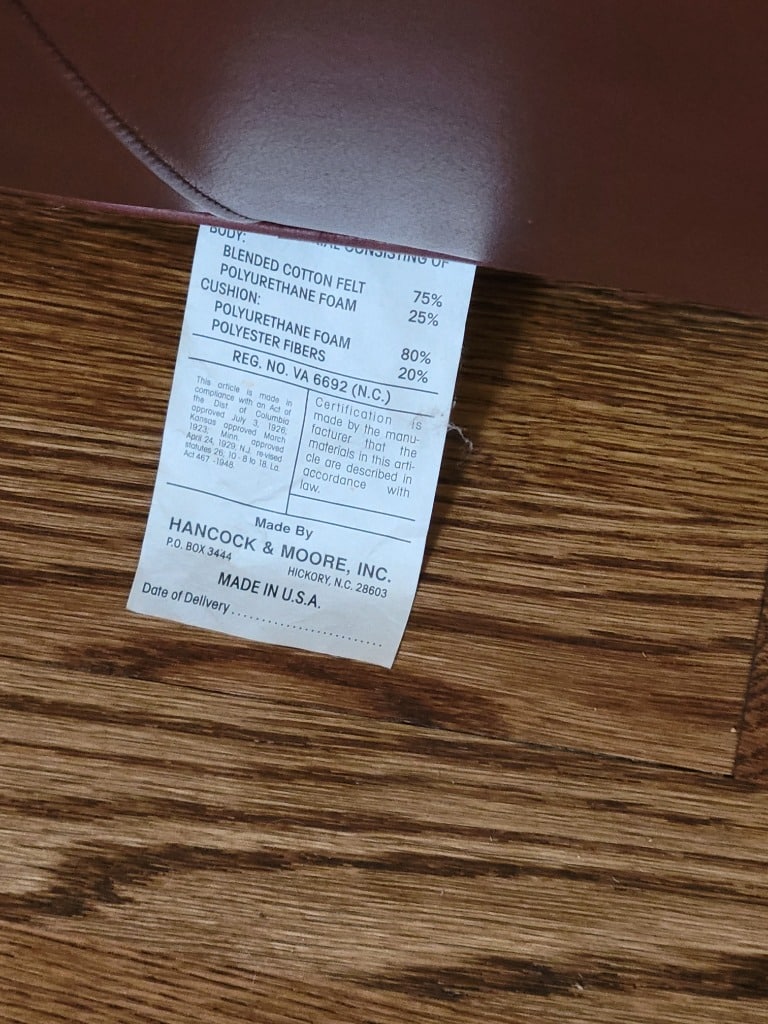 BODY: CONSISTING OF
BLENDED COTTON FELT 75%
POLYURETHANE FOAM 25%
CUSHION:
POLYURETHANE FOAM 80%
POLYESTER FIBERS 20%
REG. NO. VA 6692 (N.C.)
This article is made in
compliance with an Act of
the Dist. of Columbia
approved July 3, 1926;
Kansas approved March
1923; Minn. approved
April 24, 1929; N.J. revised
statutes 26; 10 - 8 to 18. La.
Act 467 -1948.
Certification is
made by the manu-
facturer that the
materials in this arti-
cle are described in
accordance with
law.
Made By
HANCOCK & MOORE, INC.
P.O. BOX 3444
HICKORY, N.C. 28603
MADE IN U.S.A.
Date of Delivery